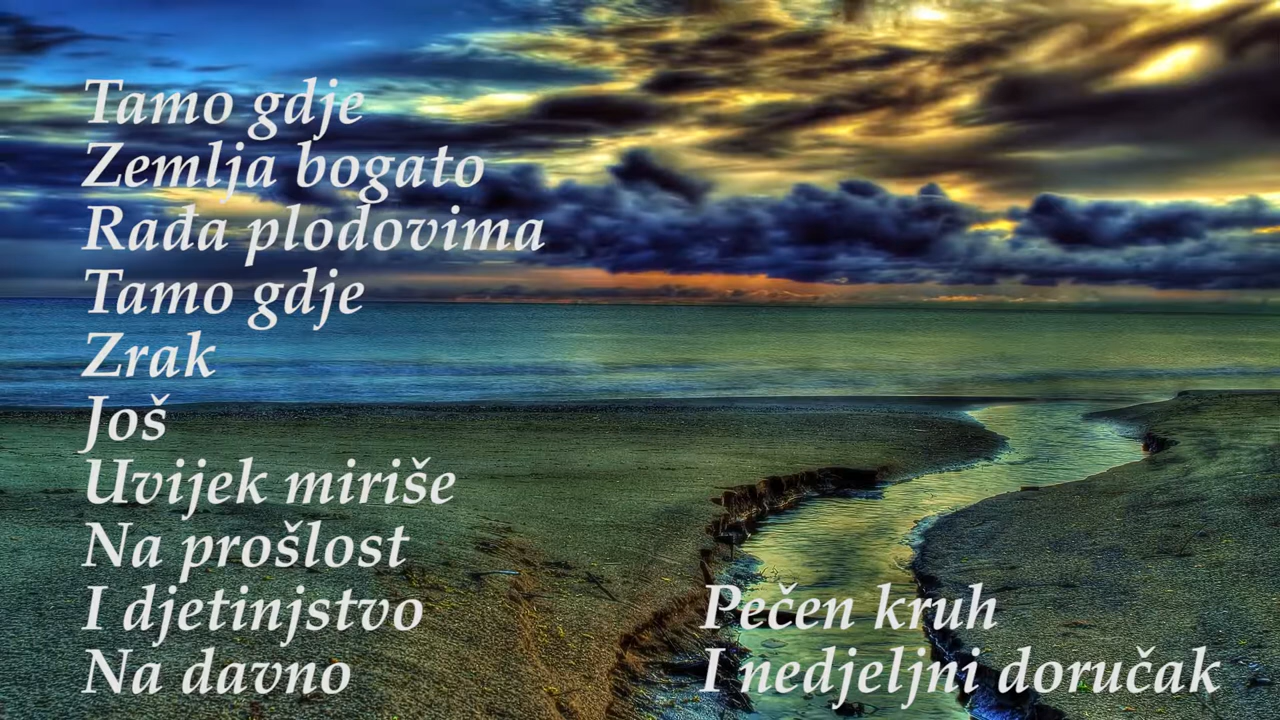 Tamo gdje
Zemlja bogato
Rađa plodovima
Tamo gdje
Zrak
Još
Uvijek miriše
Na prošlost
I djetinjstvo
Na davno
Pečen kruh
I nedjeljni doručak